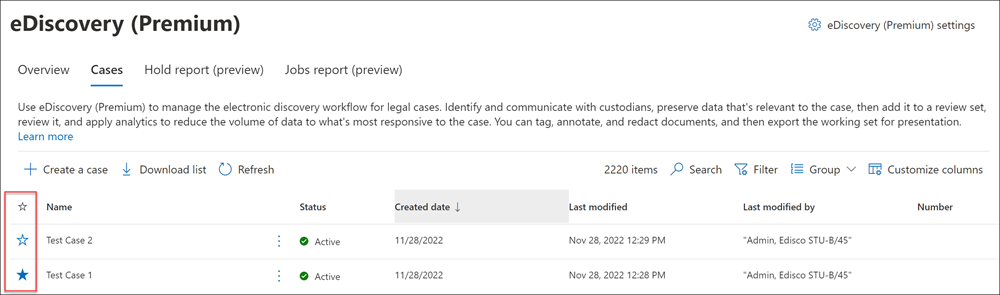 eDiscovery (Premium)
eDiscovery (Premium) settings
Overview Cases Hold report (preview) Jobs report (preview)
Use eDiscovery (Premium) to manage the electronic discovery workflow for legal cases. Identify and communicate with custodians, preserve data that's relevant to the case, then add it to a review set,
review it, and apply analytics to reduce the volume of data to what's most responsive to the case. You can tag, annotate, and redact documents, and then export the working set for presentation.
Learn more
Create a case Download list Refresh 2220 items Search Filter Group Customize columns
Name Status Created date Last modified Last modified by Number
Test Case 2 Active 11/28/2022 Nov 28, 2022 12:29 PM "Admin, Edisco STU-B/45"
Test Case 1 Active 11/28/2022 Nov 28, 2022 12:28 PM "Admin, Edisco STU-B/45"